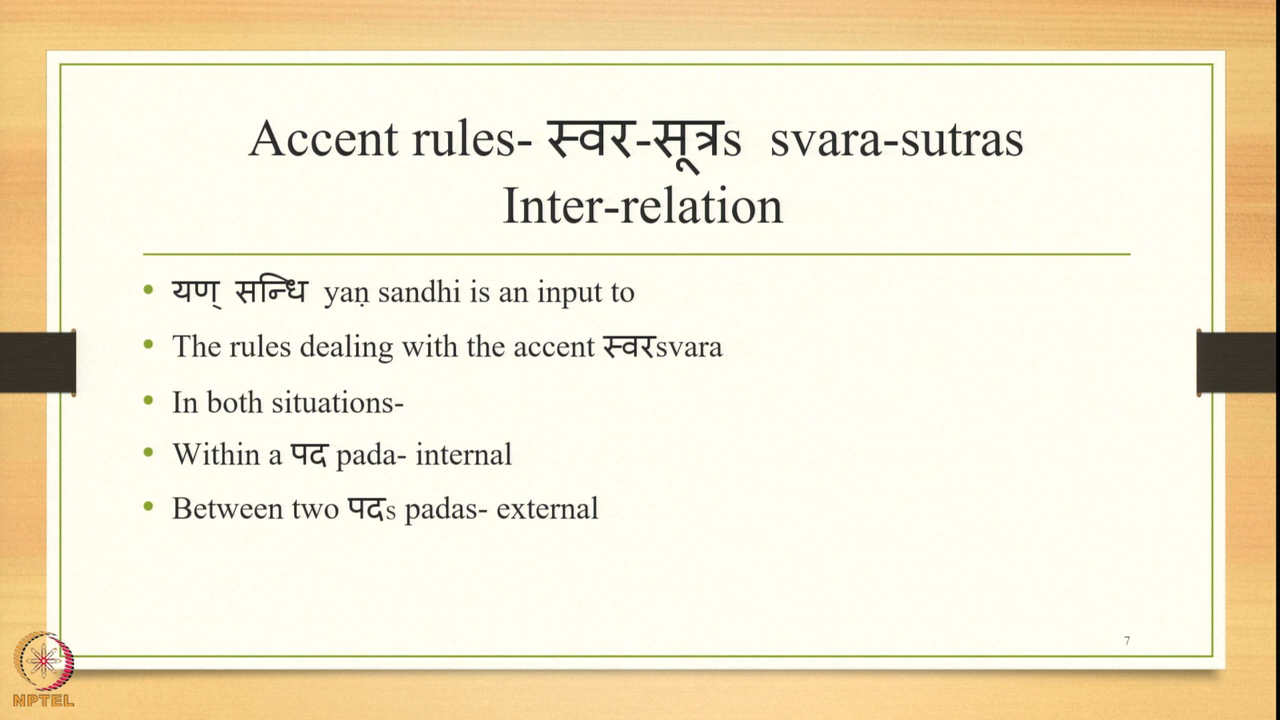 Accent rules- स्वर-सूत्रs svara-sutras
Inter-relation
• यण् सन्धि yaṇ sandhi is an input to
• The rules dealing with the accent स्वरsvara
• In both situations-
• Within a पद pada- internal
• Between two पदs padas- external
7
NPTEL